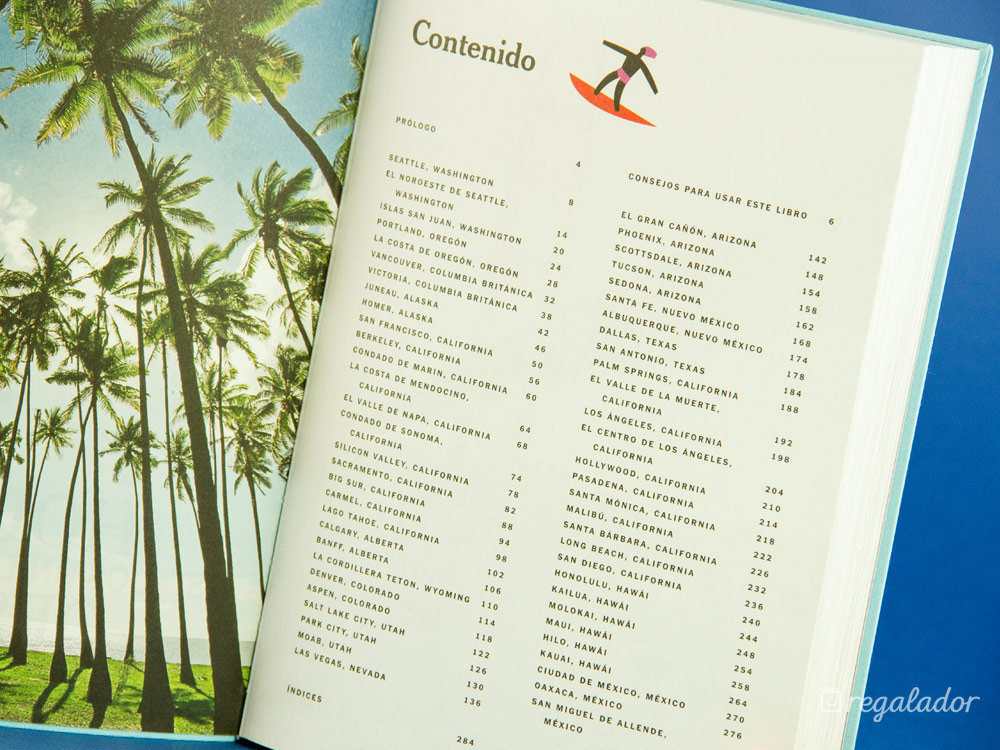 Contenido
PRÓLOGO 4
SEATTLE, WASHINGTON 8
EL NOROESTE DE SEATTLE,
WASHINGTON 14
ISLAS SAN JUAN, WASHINGTON 20
PORTLAND, OREGÓN 24
LA COSTA DE OREGÓN, OREGÓN 28
VANCOUVER, COLUMBIA BRITÁNICA 32
VICTORIA, COLUMBIA BRITÁNICA 38
JUNEAU, ALASKA 42
HOMER, ALASKA 46
SAN FRANCISCO, CALIFORNIA 50
BERKELEY, CALIFORNIA 56
CONDADO DE MARIN, CALIFORNIA 60
LA COSTA DE MENDOCINO,
CALIFORNIA 64
EL VALLE DE NAPA, CALIFORNIA 68
CONDADO DE SONOMA,
CALIFORNIA 74
SILICON VALLEY, CALIFORNIA 78
SACRAMENTO, CALIFORNIA 82
BIG SUR, CALIFORNIA 88
CARMEL, CALIFORNIA 94
LAGO TAHOE, CALIFORNIA 98
CALGARY, ALBERTA 102
BANFF, ALBERTA 106
LA CORDILLERA TETON, WYOMING 110
DENVER, COLORADO 114
ASPEN, COLORADO 118
SALT LAKE CITY, UTAH 122
PARK CITY, UTAH 126
MOAB, UTAH 130
LAS VEGAS, NEVADA 136
ÍNDICES 284
CONSEJOS PARA USAR ESTE LIBRO 6
EL GRAN CAÑÓN, ARIZONA 142
PHOENIX, ARIZONA 148
SCOTTSDALE, ARIZONA 154
TUCSON, ARIZONA 158
SEDONA, ARIZONA 162
SANTA FE, NUEVO MÉXICO 168
ALBUQUERQUE, NUEVO MÉXICO 174
DALLAS, TEXAS 178
SAN ANTONIO, TEXAS 184
PALM SPRINGS, CALIFORNIA 188
EL VALLE DE LA MUERTE,
CALIFORNIA 192
LOS ÁNGELES, CALIFORNIA 198
EL CENTRO DE LOS ÁNGELES,
CALIFORNIA 204
HOLLYWOOD, CALIFORNIA 210
PASADENA, CALIFORNIA 214
SANTA MÓNICA, CALIFORNIA 218
MALIBÚ, CALIFORNIA 222
SANTA BÁRBARA, CALIFORNIA 226
LONG BEACH, CALIFORNIA 232
SAN DIEGO, CALIFORNIA 236
HONOLULU, HAWÁI 240
KAILUA, HAWÁI 244
MOLOKAI, HAWÁI 248
MAUI, HAWÁI 254
HILO, HAWÁI 258
KAUAI, HAWÁI 264
CIUDAD DE MÉXICO, MÉXICO 270
OAXACA, MÉXICO 276
SAN MIGUEL DE ALLENDE,
MÉXICO
regalador